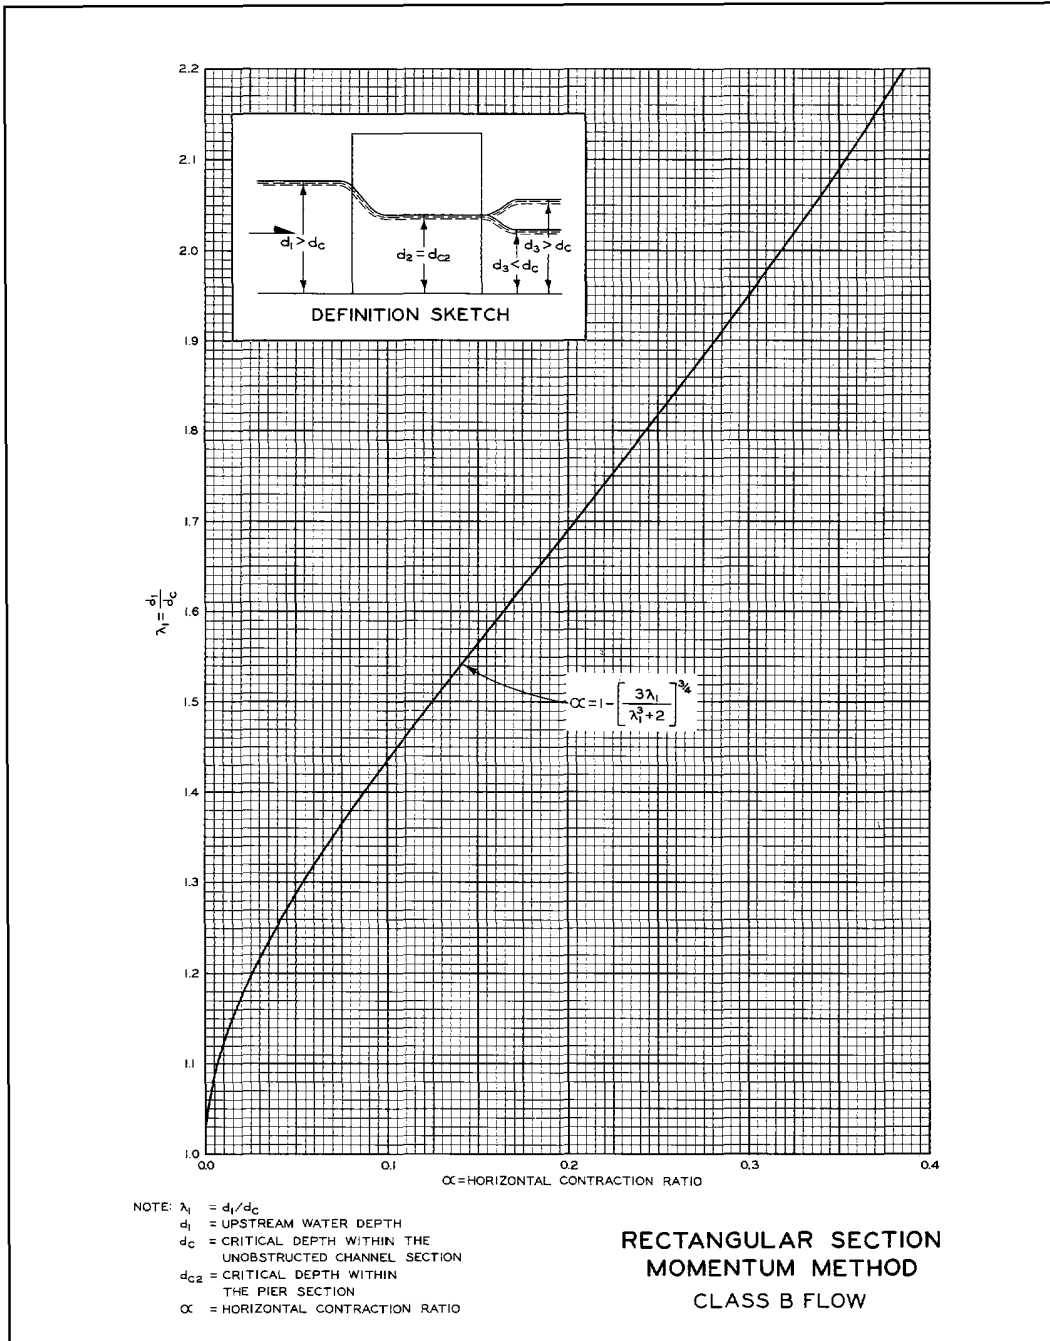 2.2
2.1
2.0
1.9
1.8
1.7
1.6
1.5
1.4
1.3
1.2
1.1
1.0
λ₁ = d₁/d_C
d₁ > d_C
d₂ = d_C2
d₃ < d_C
d₃ > d_C
DEFINITION SKETCH
∝ = 1 − [3λ₁ / (λ₁³ + 2)]^¾
0.0 0.1 0.2 0.3 0.4
∝ = HORIZONTAL CONTRACTION RATIO
NOTE: λ₁ = d₁/d_C
d₁ = UPSTREAM WATER DEPTH
d_C = CRITICAL DEPTH WITHIN THE
UNOBSTRUCTED CHANNEL SECTION
d_C2 = CRITICAL DEPTH WITHIN
THE PIER SECTION
∝ = HORIZONTAL CONTRACTION RATIO
RECTANGULAR SECTION
MOMENTUM METHOD
CLASS B FLOW